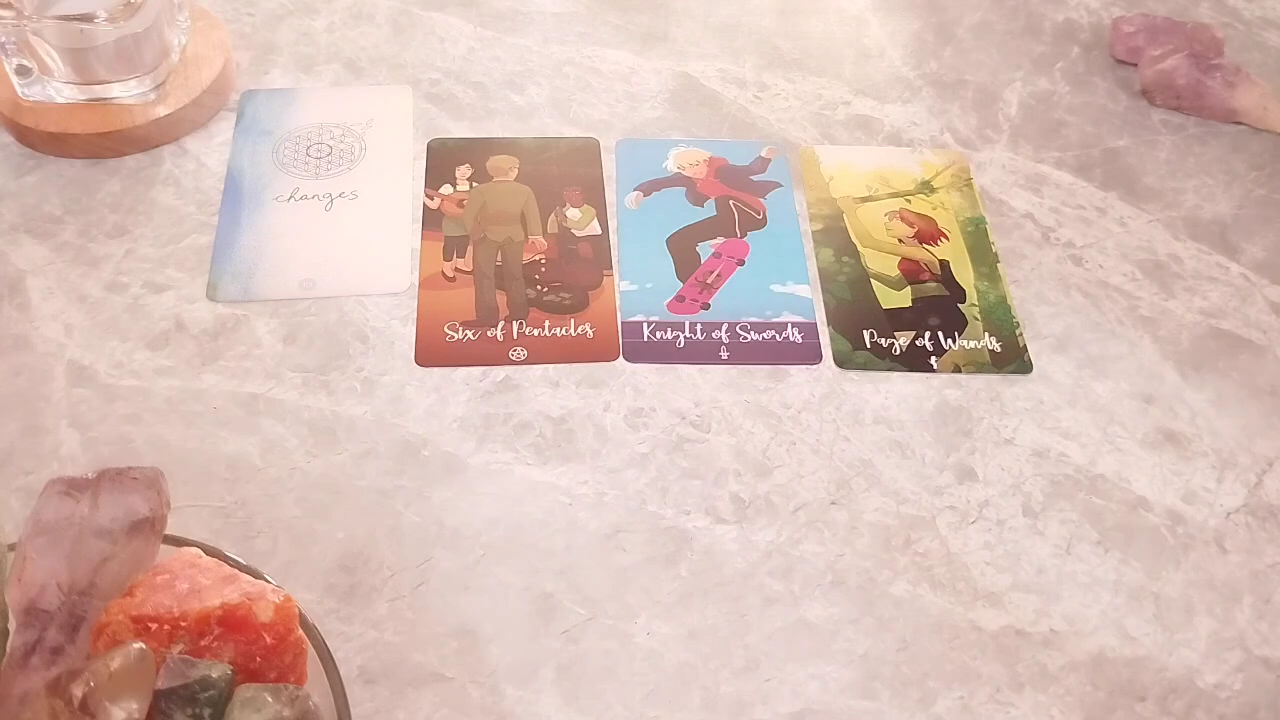 changes
Six of Pentacles
Knight of Swords
Page of Wands